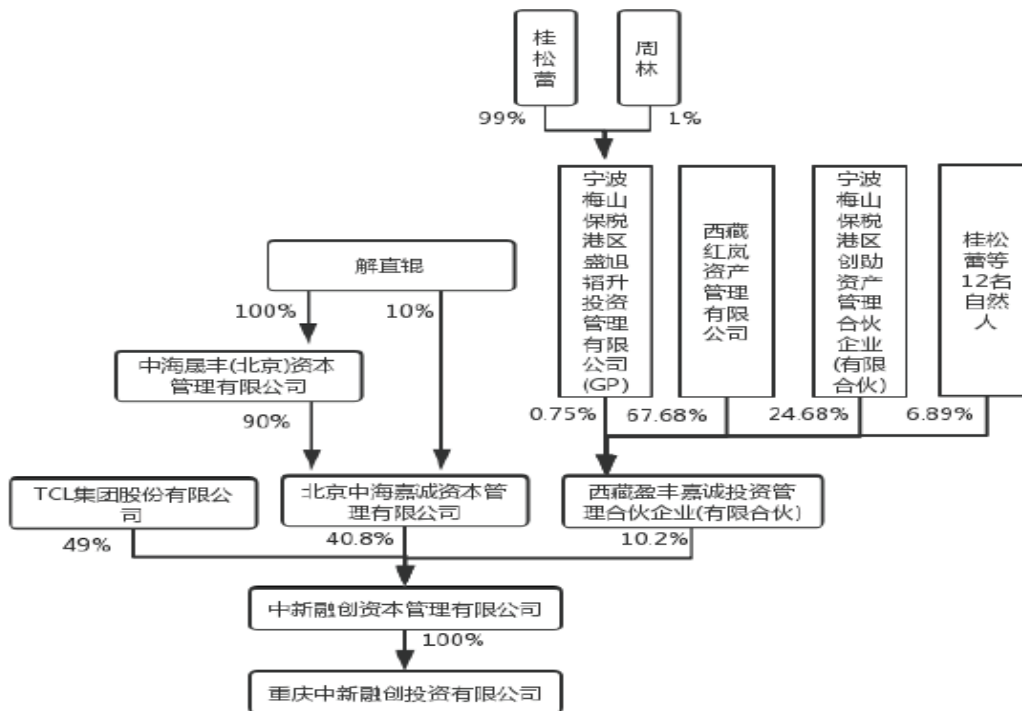 桂
松
蕾
周
林
99%
1%
宁波
梅山
保税
港区
盛旭
韬升
投资
管理
有限
公司
(GP)
西藏
红岚
资产
管理
有限
公司
宁波
梅山
保税
港区
创助
资产
管理
合伙
企业
(有限
合伙)
桂松
蕾等
12名
自然
人
解直锟
100%
10%
中海晟丰(北京)资本
管理有限公司
90%
0.75%
67.68%
24.68%
6.89%
TCL集团股份有限公
司
北京中海嘉诚资本管
理有限公司
西藏盈丰嘉诚投资管
理合伙企业(有限合伙)
49%
40.8%
10.2%
中新融创资本管理有限公司
100%
重庆中新融创投资有限公司